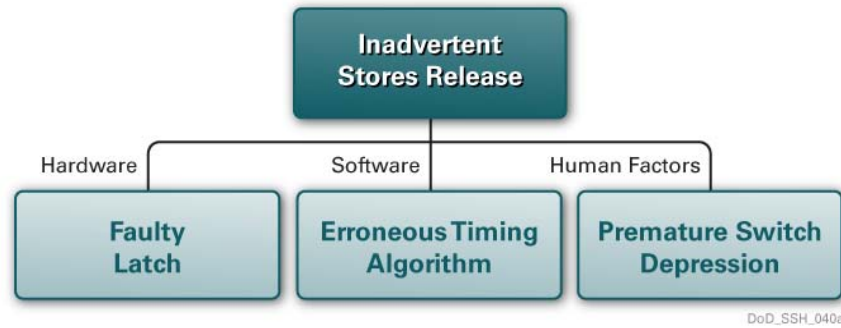 Inadvertent
Stores Release
Hardware
Software
Human Factors
Faulty
Latch
Erroneous Timing
Algorithm
Premature Switch
Depression
DoD_SSH_040a